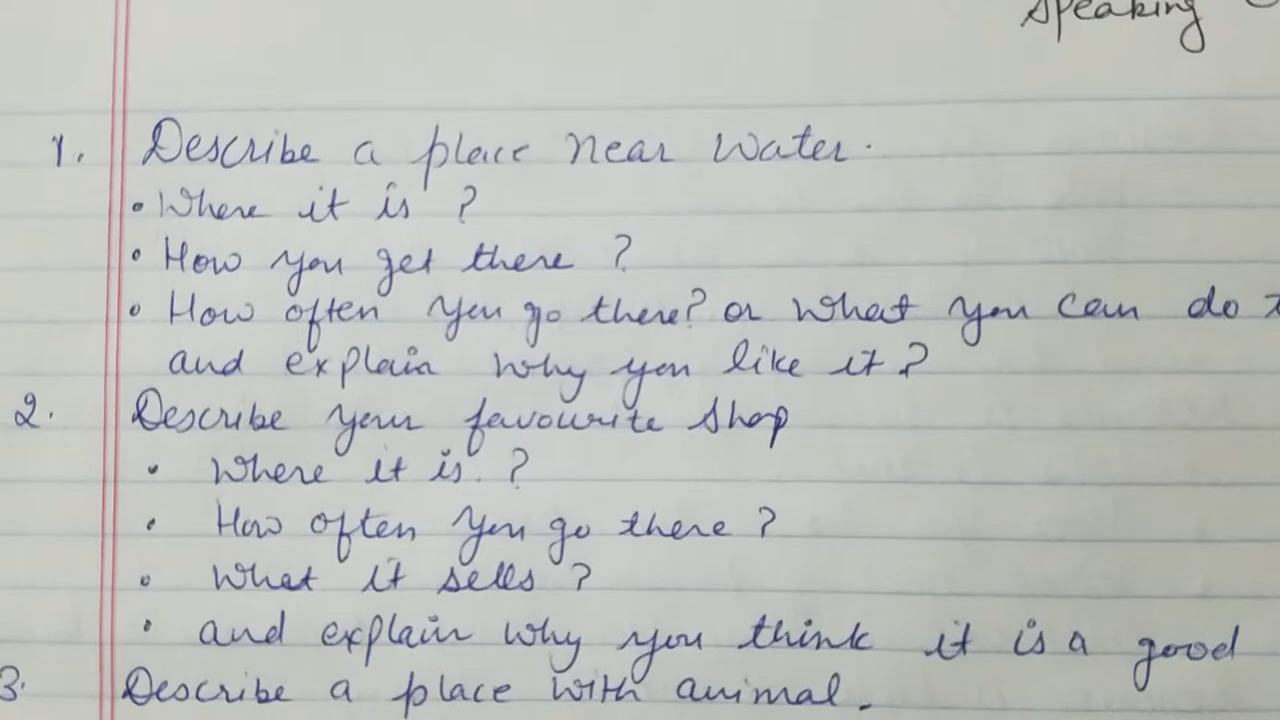 Speaking
1. Describe a place near water.
• Where it is ?
• How you get there ?
• How often you go there? or what you can do
and explain why you like it?
2. Describe your favourite shop
• Where it is. ?
• How often you go there ?
• What it sells ?
• and explain why you think it is a good
3. Describe a place with animal.